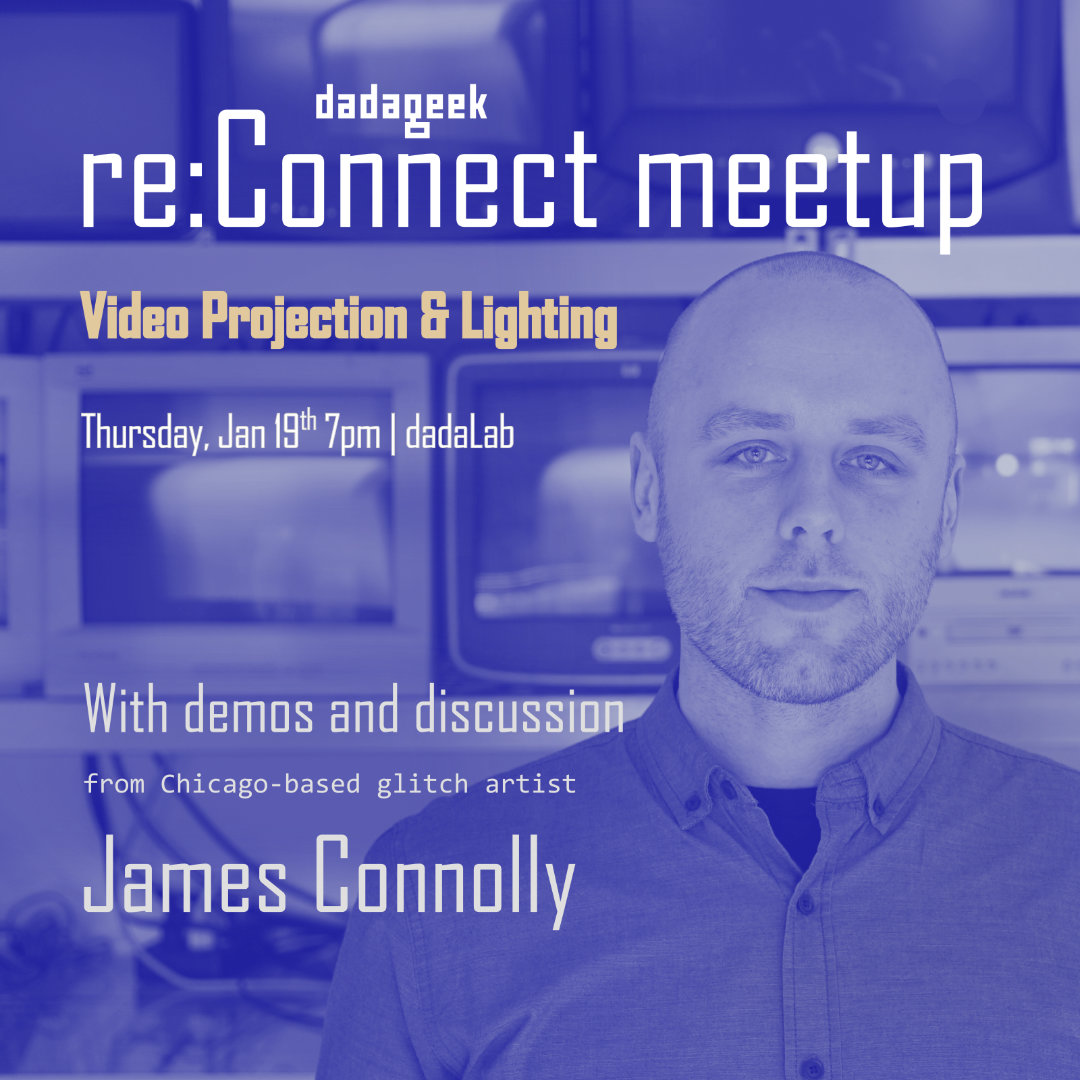 dadageek
re:Connect meetup
Video Projection & Lighting
Thursday, Jan 19th 7pm | dadaLab
With demos and discussion
from Chicago-based glitch artist
James Connolly